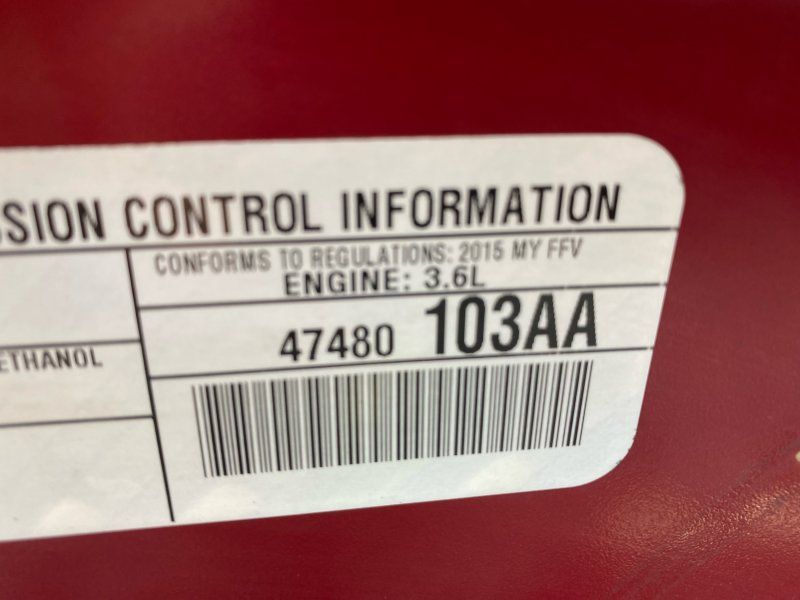 SSION CONTROL INFORMATION
CONFORMS TO REGULATIONS: 2015 MY FFV
ENGINE: 3.6L
47480 103AA
ETHANOL